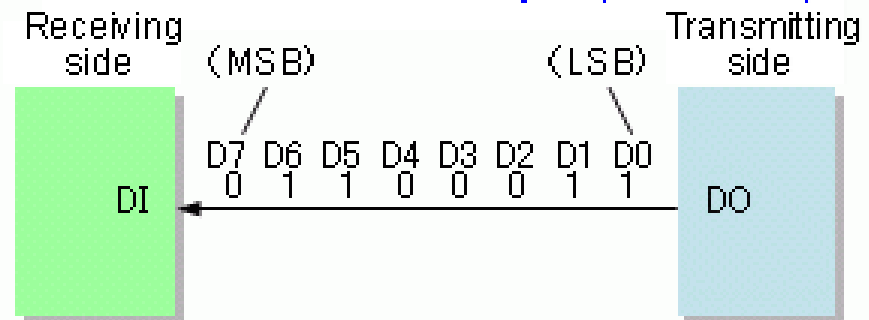 Receiving side
Transmitting side
(MSB)
(LSB)
D7 D6 D5 D4 D3 D2 D1 D0
0 1 1 0 0 0 1 1
DI
DO